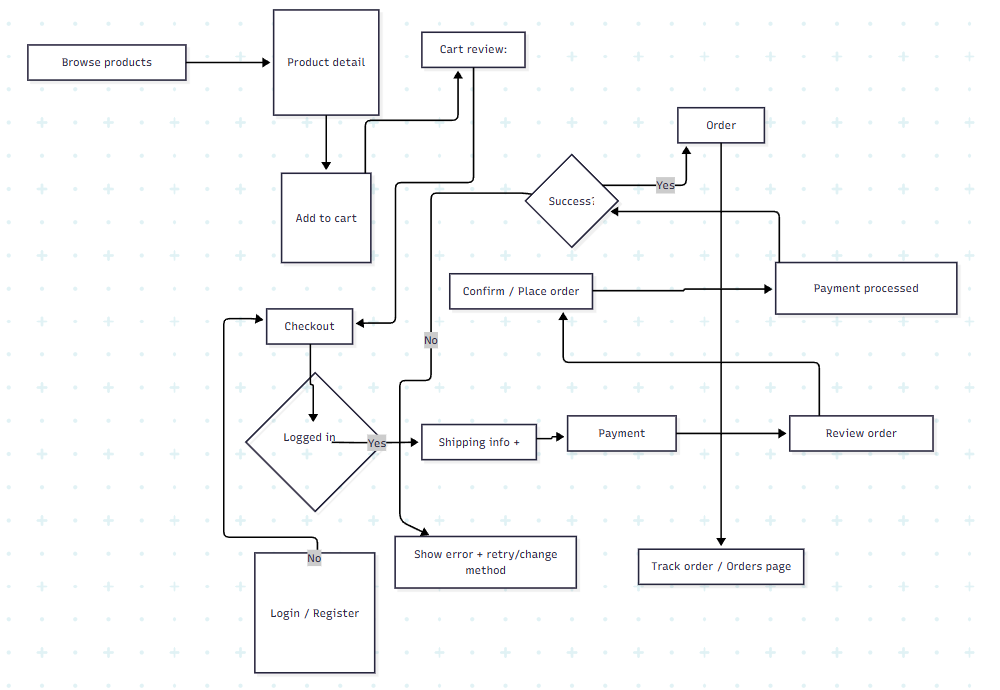 Browse products
Product detail
Cart review:
Add to cart
Order
Yes
Success?
Confirm / Place order
Payment processed
Checkout
No
Logged in
Yes
Shipping info +
Payment
Review order
No
Login / Register
Show error + retry/change
method
Track order / Orders page